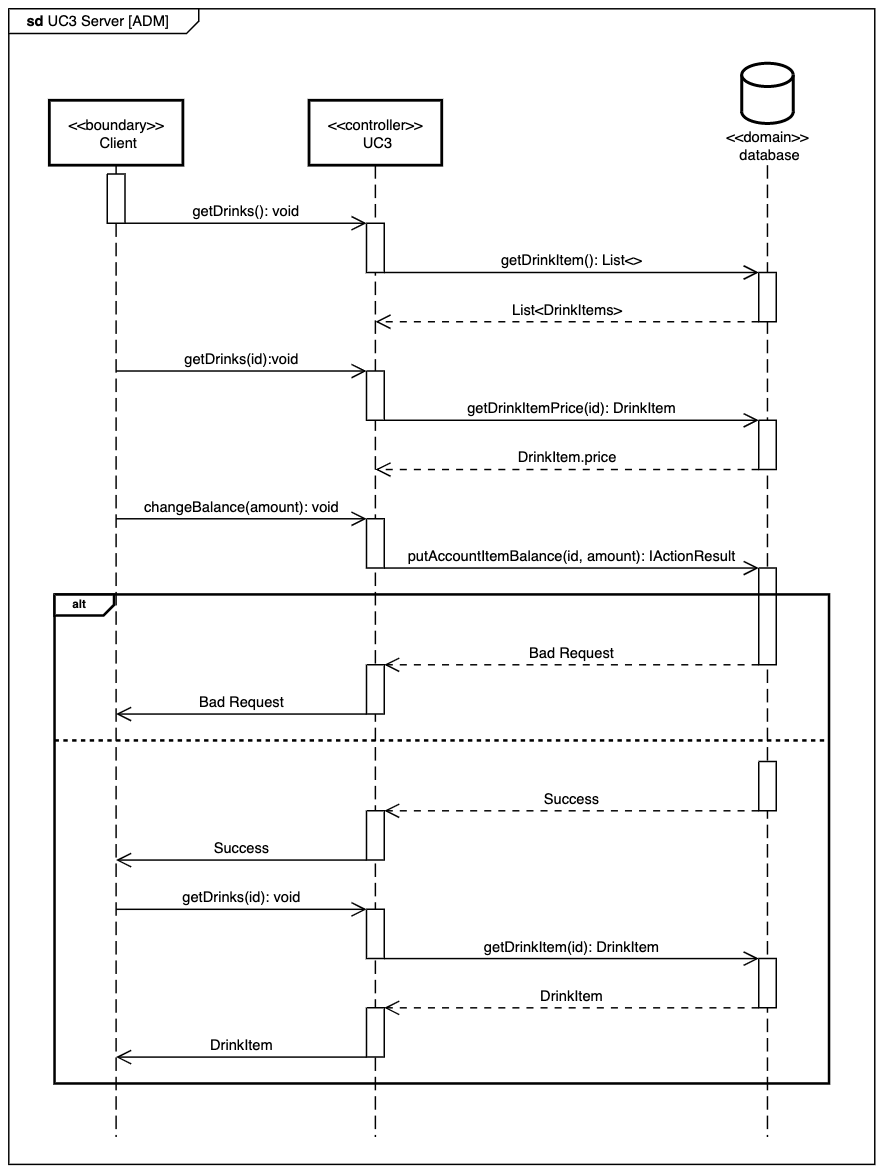 sd UC3 Server [ADM]
<<boundary>>
Client
<<controller>>
UC3
<<domain>>
database
getDrinks(): void
getDrinkItem(): List<>
List<DrinkItems>
getDrinks(id):void
getDrinkItemPrice(id): DrinkItem
DrinkItem.price
changeBalance(amount): void
putAccountItemBalance(id, amount): IActionResult
alt
Bad Request
Bad Request
Success
Success
getDrinks(id): void
getDrinkItem(id): DrinkItem
DrinkItem
DrinkItem